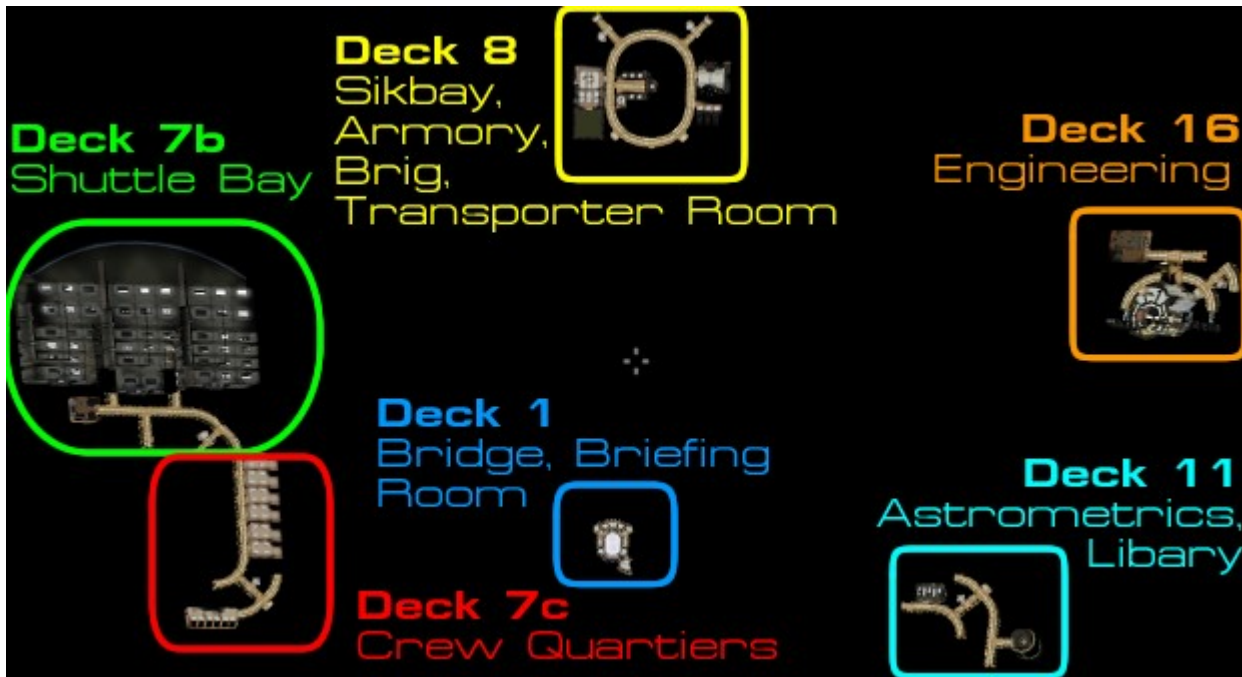 Deck 8
Sikbay,
Armory,
Brig,
Transporter Room
Deck 7b
Shuttle Bay
Deck 16
Engineering
Deck 1
Bridge, Briefing
Room
Deck 11
Astrometrics,
Libary
Deck 7c
Crew Quartiers